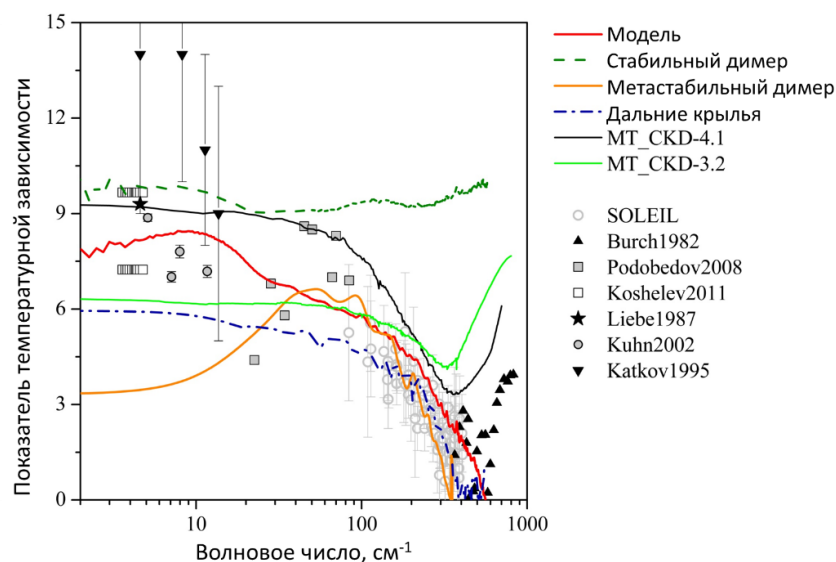 15
12
9
6
3
0
Показатель температурной зависимости
10
100
1000
Волновое число, см-1
Модель
Стабильный димер
Метастабильный димер
Дальние крылья
MT_CKD-4.1
MT_CKD-3.2
SOLEIL
Burch1982
Podobedov2008
Koshelev2011
Liebe1987
Kuhn2002
Katkov1995